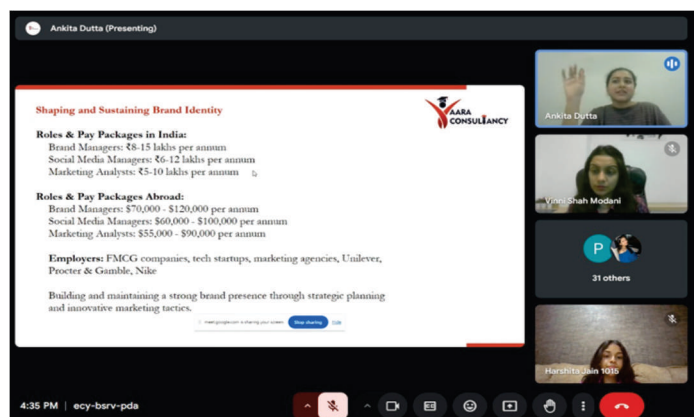 Ankita Dutta (Presenting)
Shaping and Sustaining Brand Identity
AARA
CONSULTANCY
Roles & Pay Packages in India:
Brand Managers: ₹8-15 lakhs per annum
Social Media Managers: ₹6-12 lakhs per annum
Marketing Analysts: ₹5-10 lakhs per annum
Roles & Pay Packages Abroad:
Brand Managers: $70,000 - $120,000 per annum
Social Media Managers: $60,000 - $100,000 per annum
Marketing Analysts: $55,000 - $90,000 per annum
Employers: FMCG companies, tech startups, marketing agencies, Unilever,
Procter & Gamble, Nike
Building and maintaining a strong brand presence through strategic planning
and innovative marketing tactics.
meet.google.com is sharing your screen. Stop sharing Hide
Ankita Dutta
Vinni Shah Modani
P
31 others
Harshita Jain 1015
4:35 PM | ecy-bsrv-pda